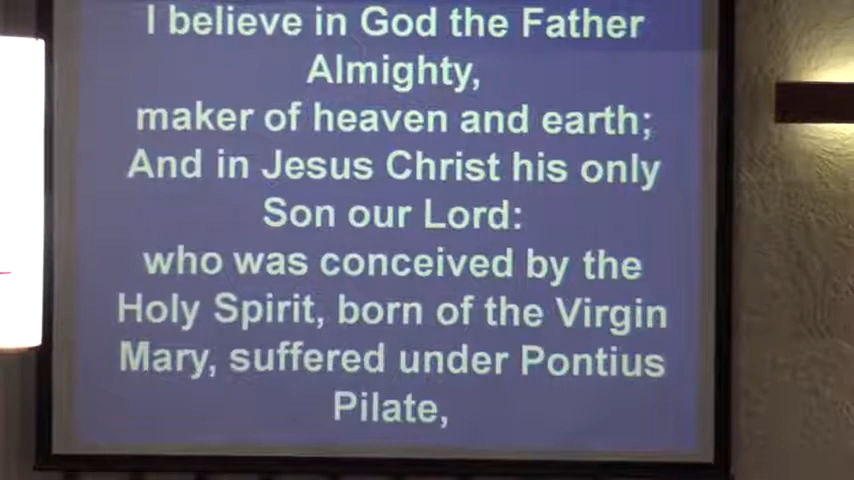 I believe in God the Father
Almighty,
maker of heaven and earth;
And in Jesus Christ his only
Son our Lord:
who was conceived by the
Holy Spirit, born of the Virgin
Mary, suffered under Pontius
Pilate,